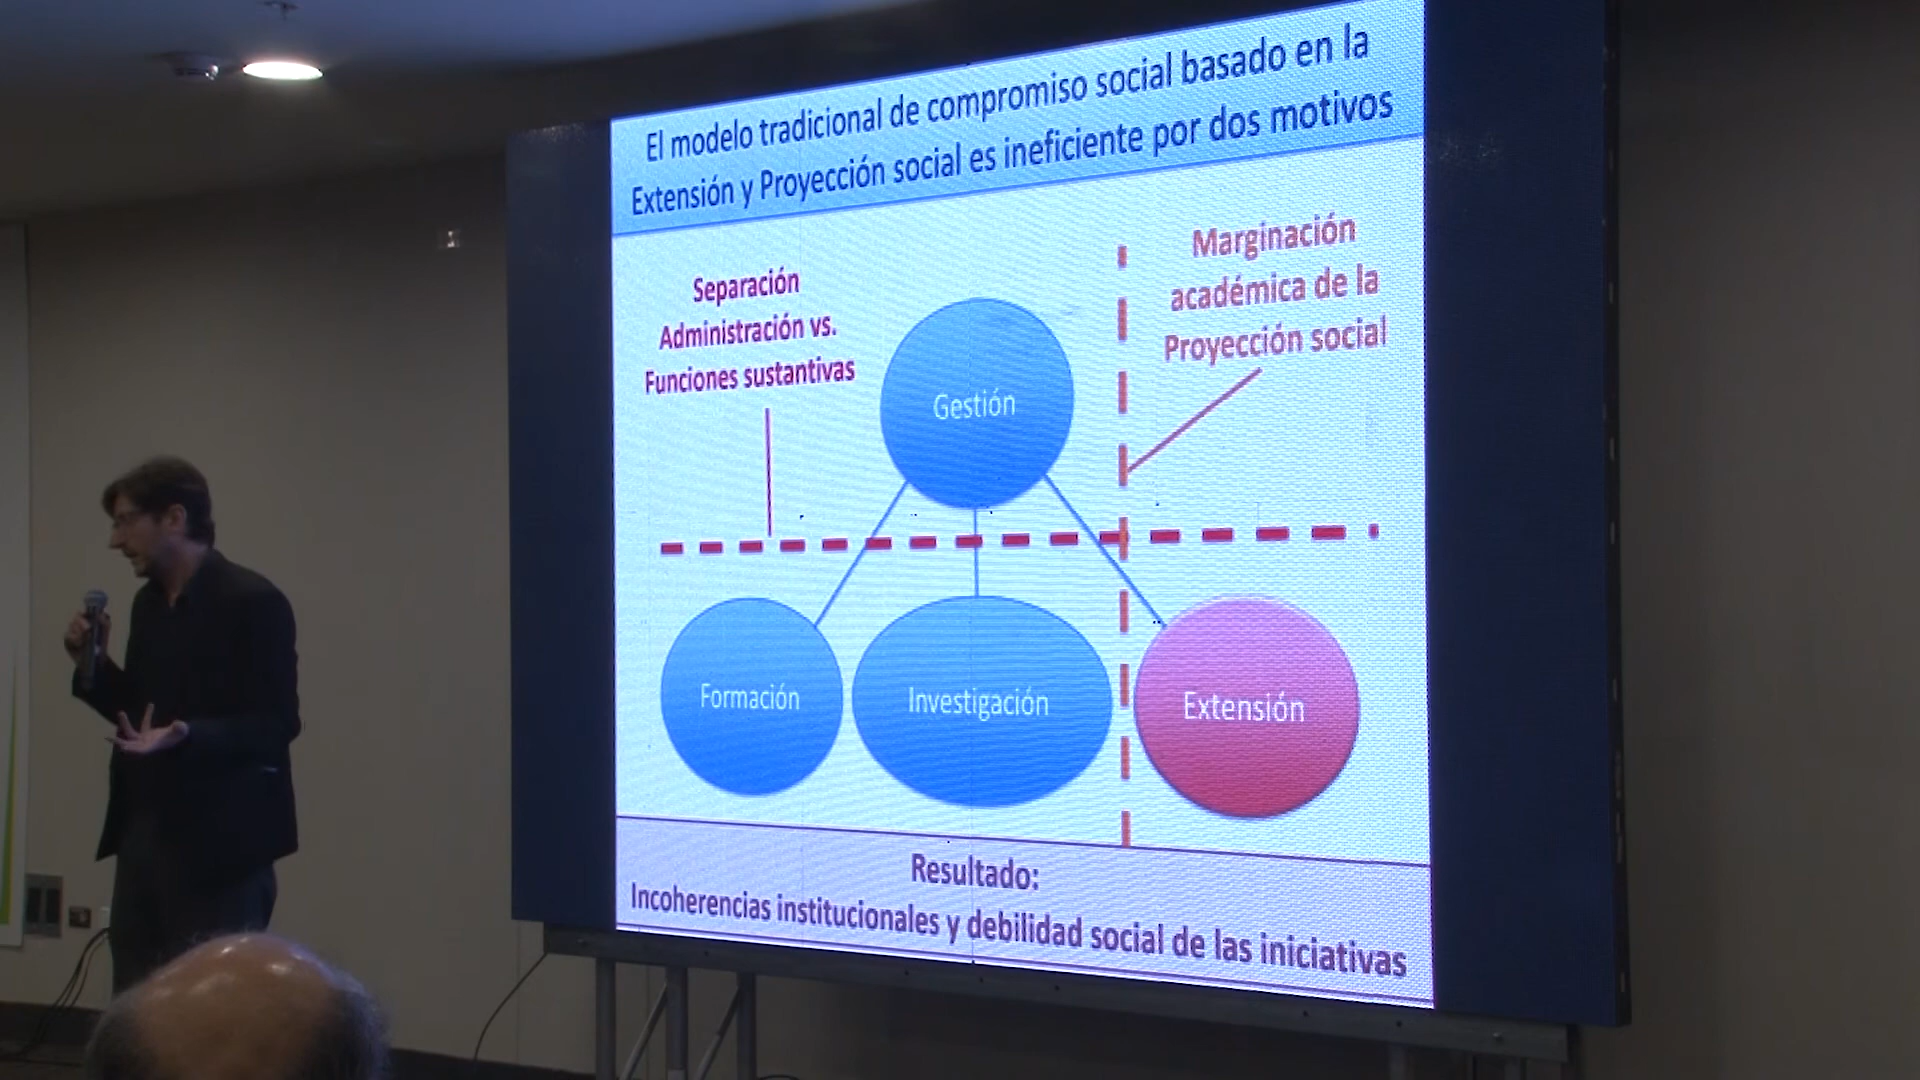 El modelo tradicional de compromiso social basado en la
Extensión y Proyección social es ineficiente por dos motivos
Separación
Administración vs.
Funciones sustantivas
Marginación
académica de la
Proyección social
Gestión
Formación
Investigación
Extensión
Resultado:
Incoherencias institucionales y debilidad social de las iniciativas